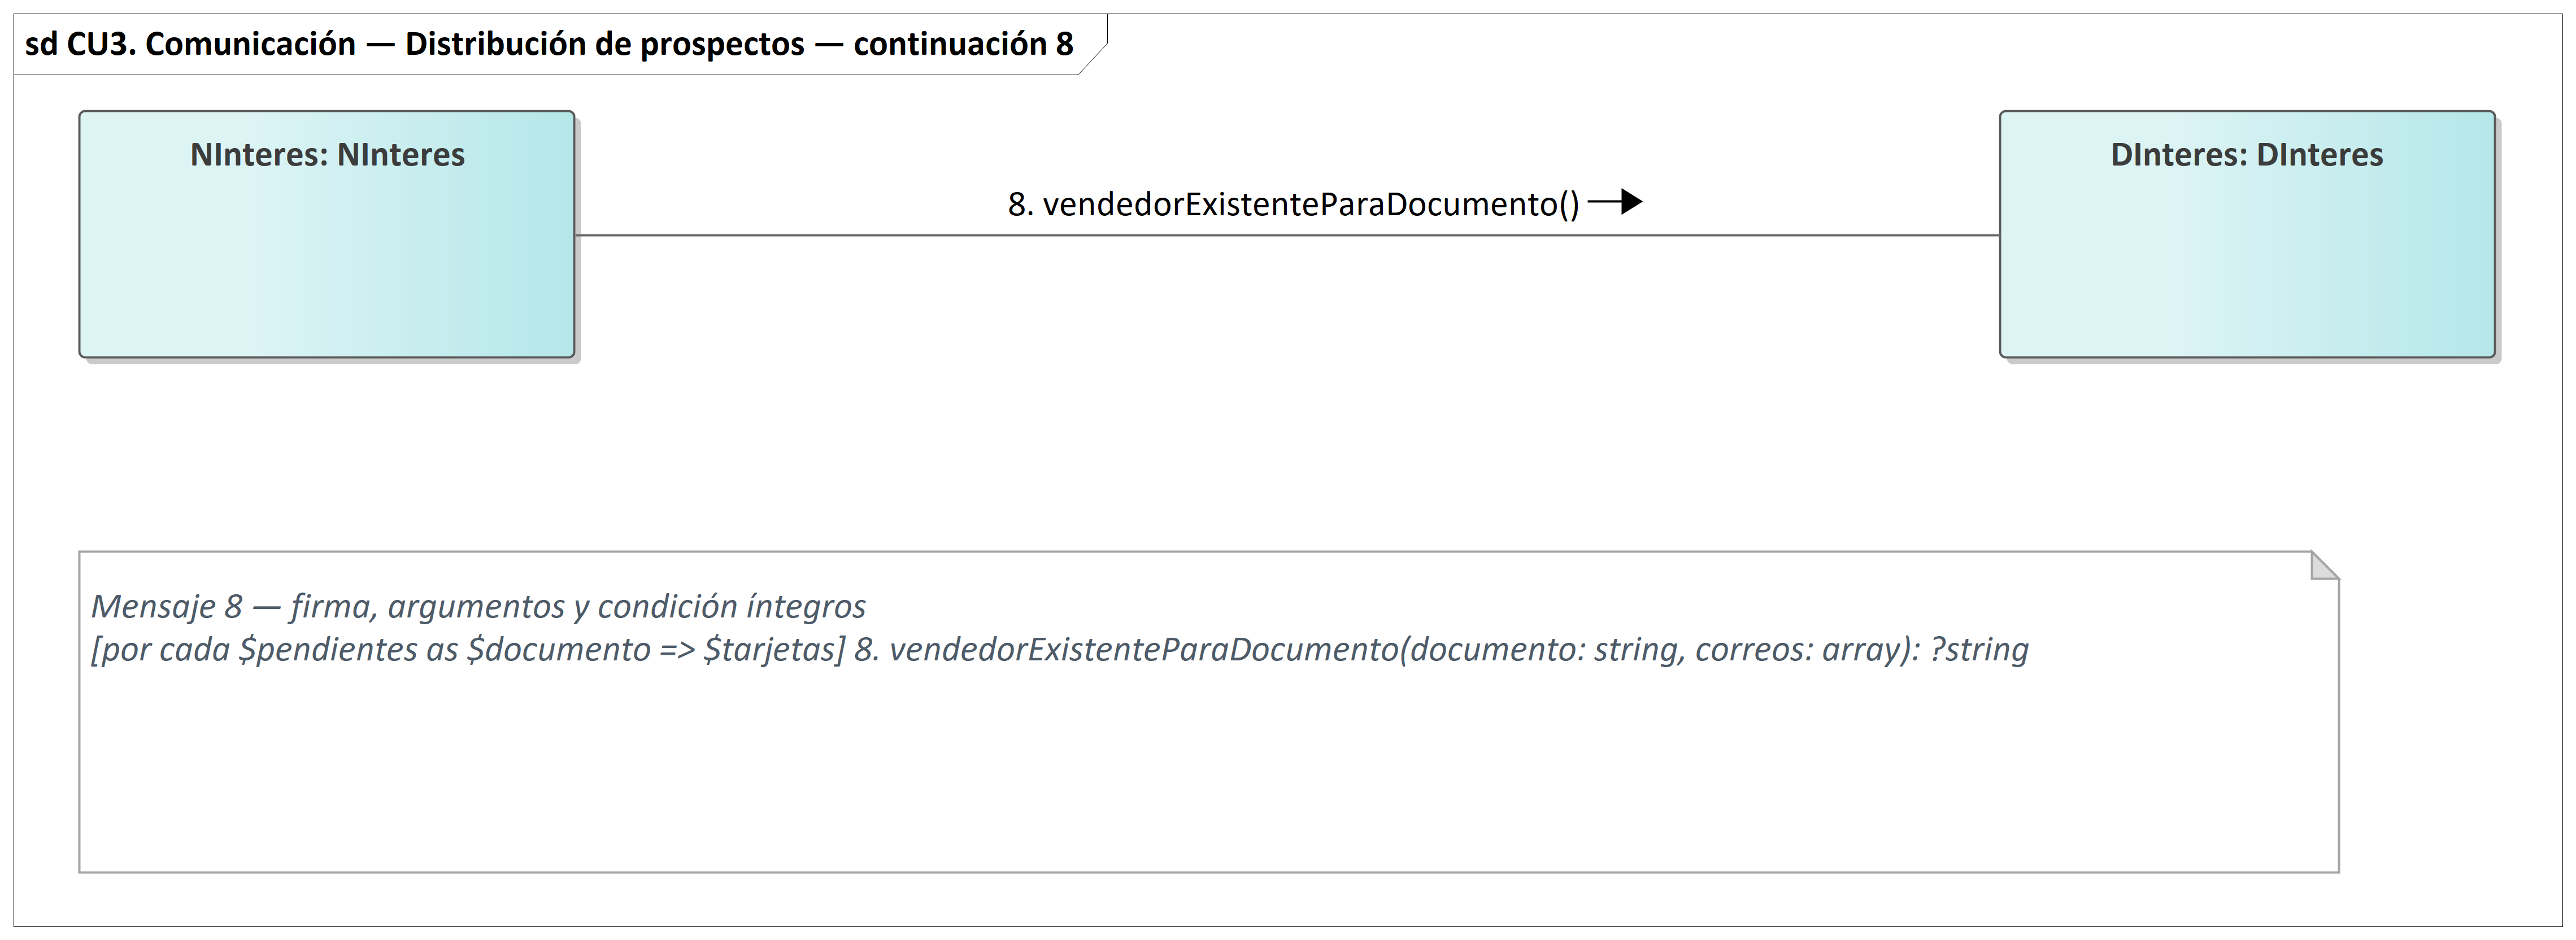 sd CU3. Comunicación — Distribución de prospectos — continuación 8
NInteres: NInteres
DInteres: DInteres
8. vendedorExistenteParaDocumento()
Mensaje 8 — firma, argumentos y condición íntegros
[por cada $pendientes as $documento => $tarjetas] 8. vendedorExistenteParaDocumento(documento: string, correos: array): ?string